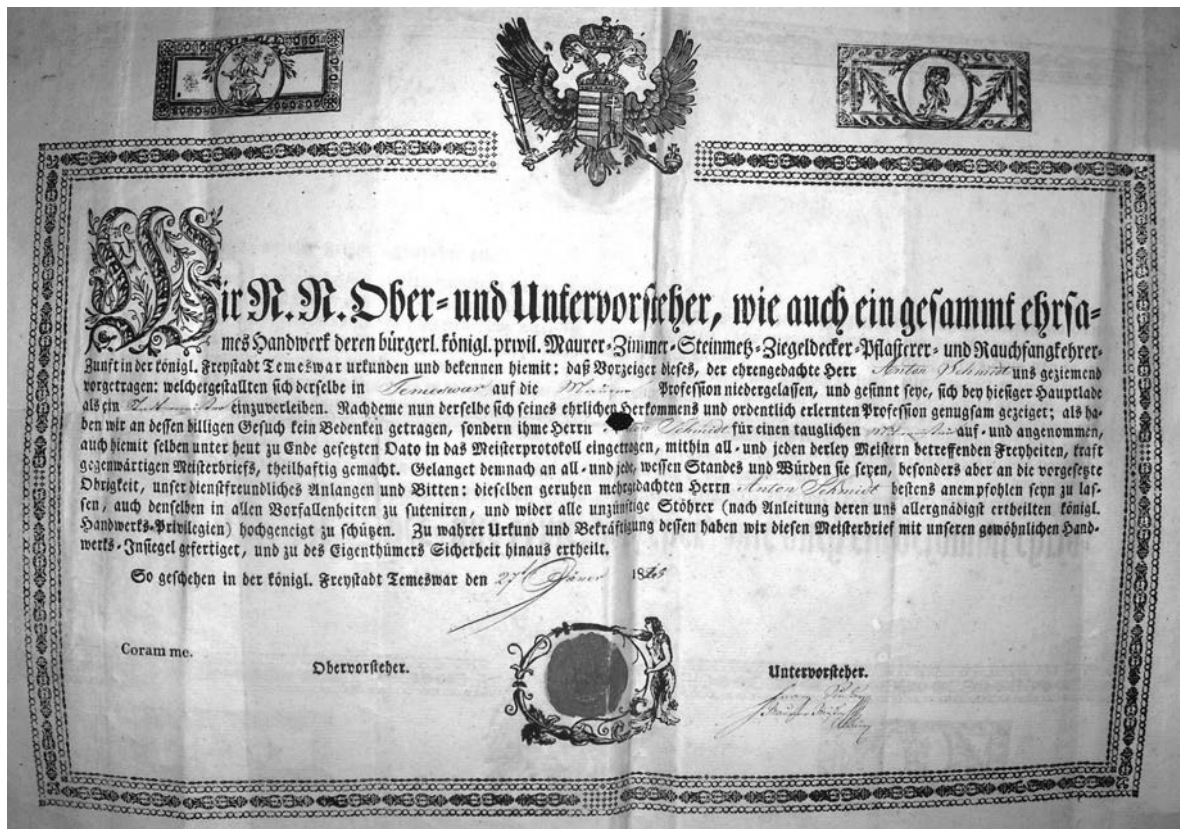 Wir N. N. Ober- und Untervorsteher, wie auch ein gesammt ehrsa-
mes Handwerk deren bürgerl. königl. privil. Maurer-Zimmer-Steinmetz-Ziegeldecker-Pflasterer- und Rauchfangkehrer-
Zunft in der königl. Freystadt Temeswar urkunden und bekennen hiemit: daß Vorzeiger dieses, der ehrengedachte Herr Anton Schmidt uns geziemend
vorgetragen: welchergestallten sich derselbe in Temeswar auf die Maurer Profession niedergelassen, und gesinnt seye, sich bey hiesiger Hauptlade
als ein einzuverleiben. Nachdeme nun derselbe sich seines ehrlichen Herkommens und ordentlich erlernten Profession genugsam gezeiget; als ha-
ben wir an dessen billigen Gesuch kein Bedenken getragen, sondern ihme Herrn Schmidt für einen tauglichen auf- und angenommen,
auch hiemit selben unter heut zu Ende gesetzten Dato in das Meisterprotokoll eingetragen, mithin all- und jeden derley Meistern betreffenden Freyheiten, kraft
gegenwärtigen Meisterbriefs, theilhaftig gemacht. Gelanget demnach an all- und jede, wessen Standes und Würden sie seyen, besonders aber an die vorgesetzte
Obrigkeit, unser dienstfreundliches Anlangen und Bitten: dieselben geruhen mehrgedachten Herrn Anton Schmidt bestens anempfohlen seyn zu las-
sen, auch denselben in allen Vorfallenheiten zu suteniren, und wider alle unzünftige Stöhrer (nach Anleitung deren uns allergnädigst ertheilten königl.
Handwerks-Privilegien) hochgeneigt zu schützen. Zu wahrer Urkund und Bekräftigung dessen haben wir diesen Meisterbrief mit unseren gewöhnlichen Hand-
werks-Insiegel gefertiget, und zu des Eigenthümers Sicherheit hinaus ertheilt.
So geschehen in der königl. Freystadt Temeswar den 27t Jäner 18
Coram me.
Obervorsteher.
Untervorsteher.